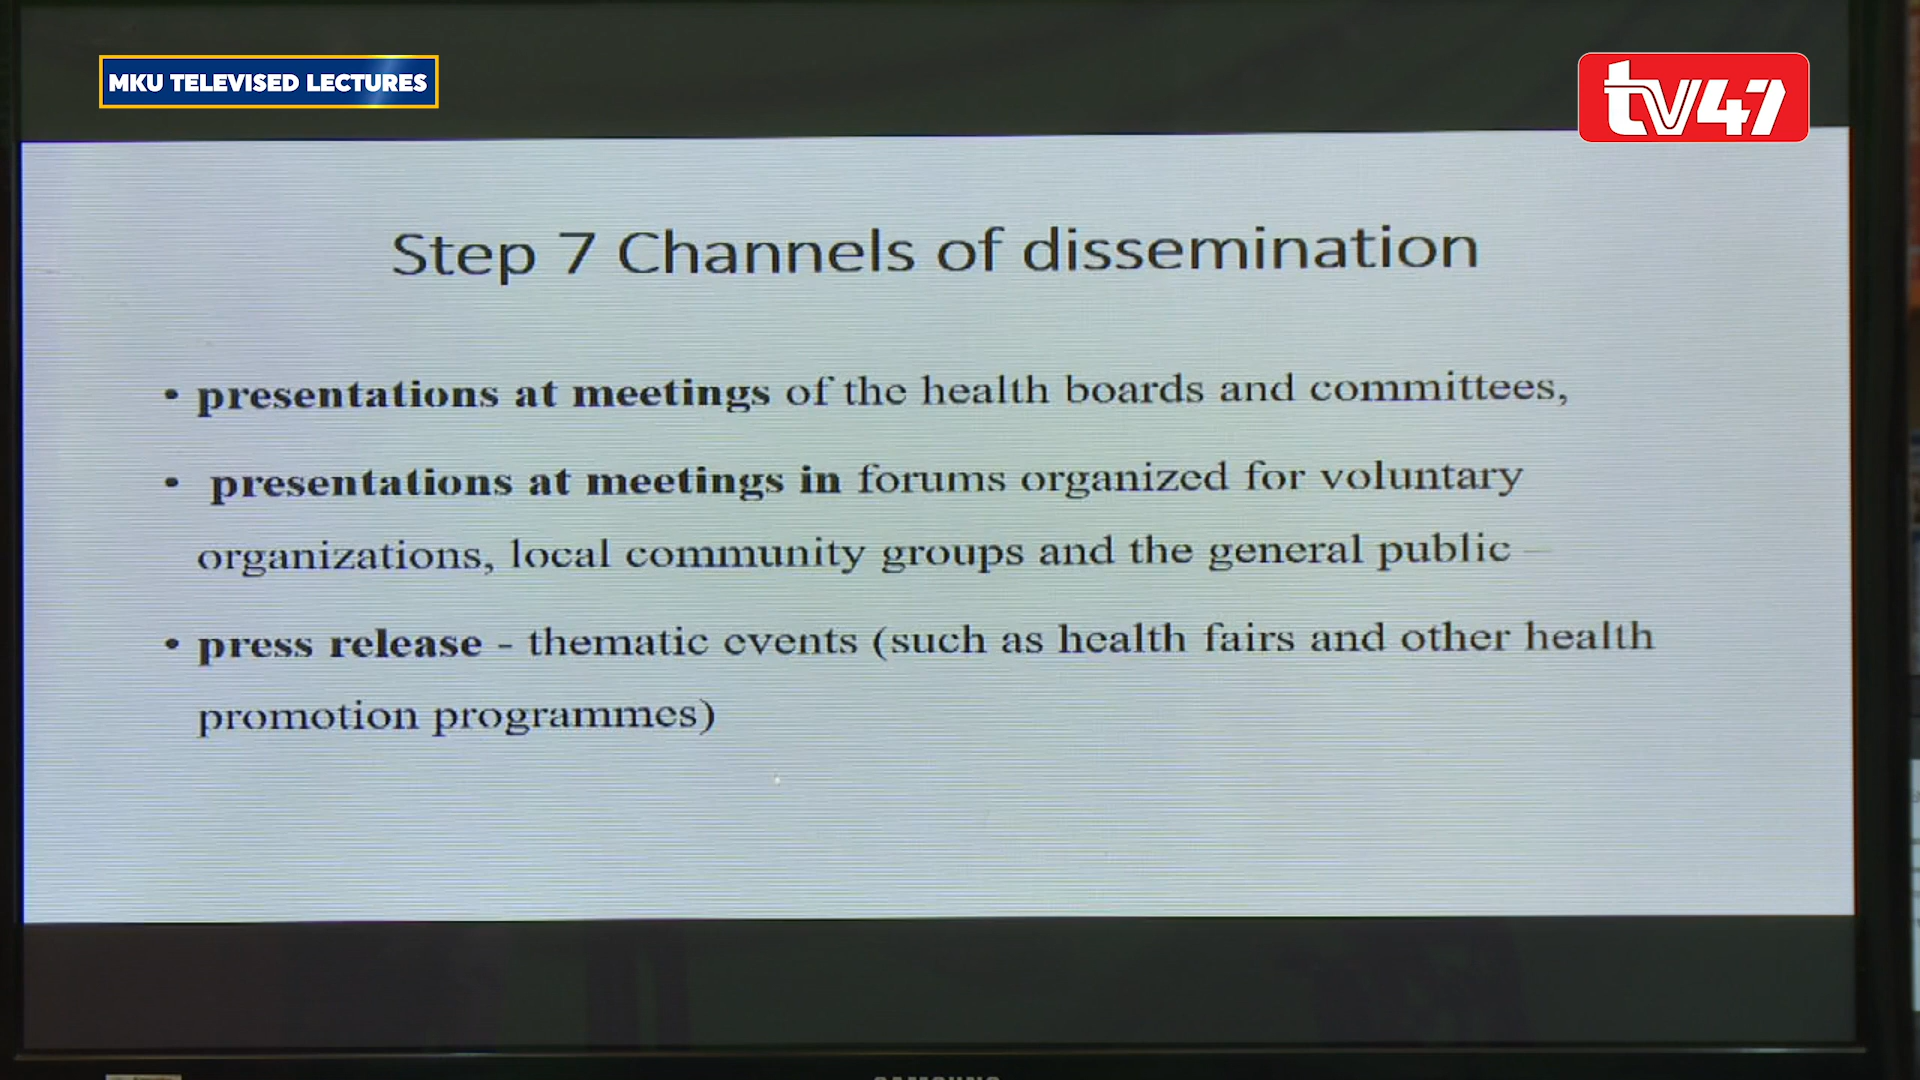 MKU TELEVISED LECTURES
tv47
Step 7 Channels of dissemination
• presentations at meetings of the health boards and committees,
• presentations at meetings in forums organized for voluntary
organizations, local community groups and the general public –
• press release - thematic events (such as health fairs and other health
promotion programmes)